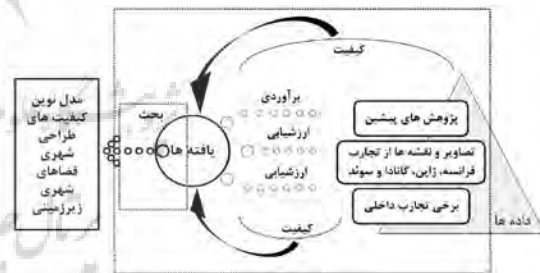 کیفیت
داده ها
پژوهش های پیشین
تصاویر و نقشه ها از تجارب
فرانسه، ژاپن، کانادا و سوئد
برخی تجارب داخلی
برآوردی
ارزشیابی
ارزشیابی
کیفیت
یافته ها
بحث
مدل نوین
کیفیت های
طراحی
شهری
فضاهای
شهری
زیرزمینی